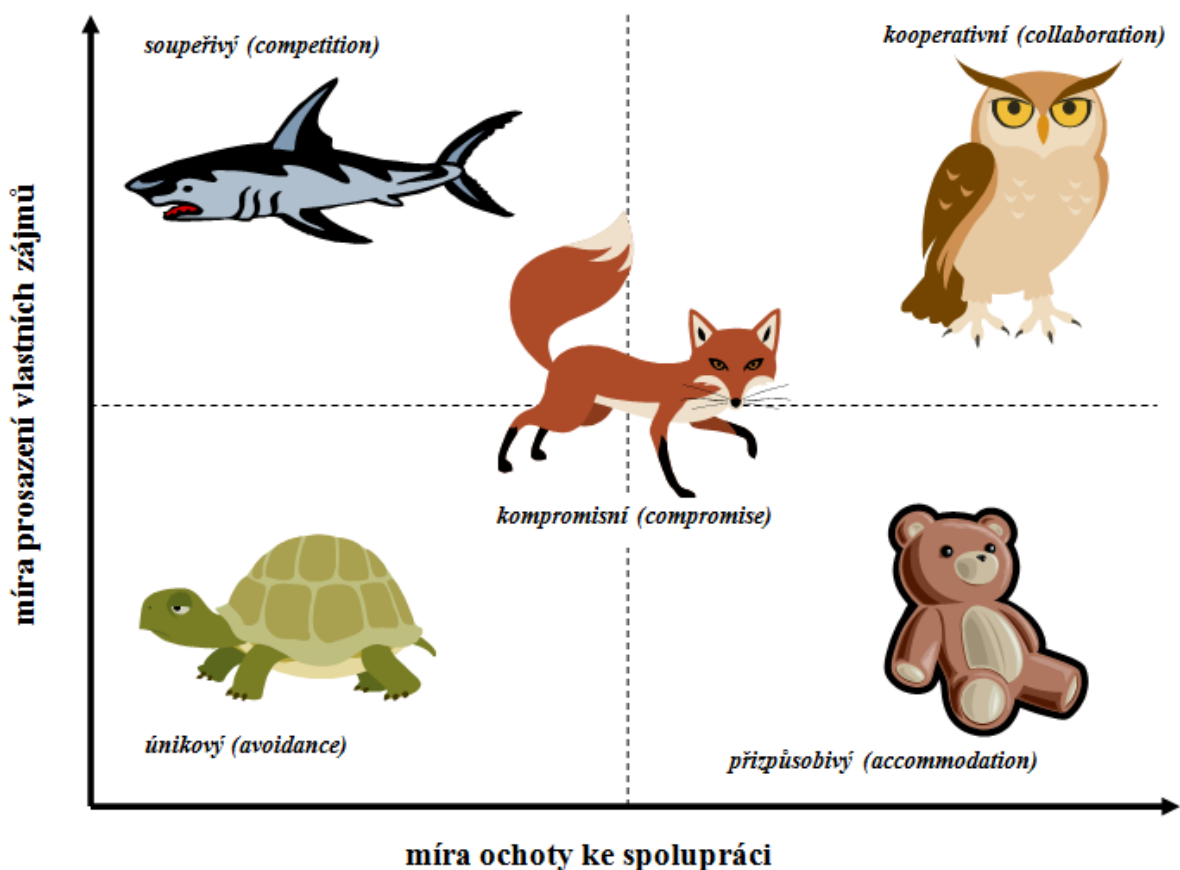 soupeřivý (competition)
kooperativní (collaboration)
míra prosazení vlastních zájmů
kompromisní (compromise)
únikový (avoidance)
přizpůsobivý (accommodation)
míra ochoty ke spolupráci